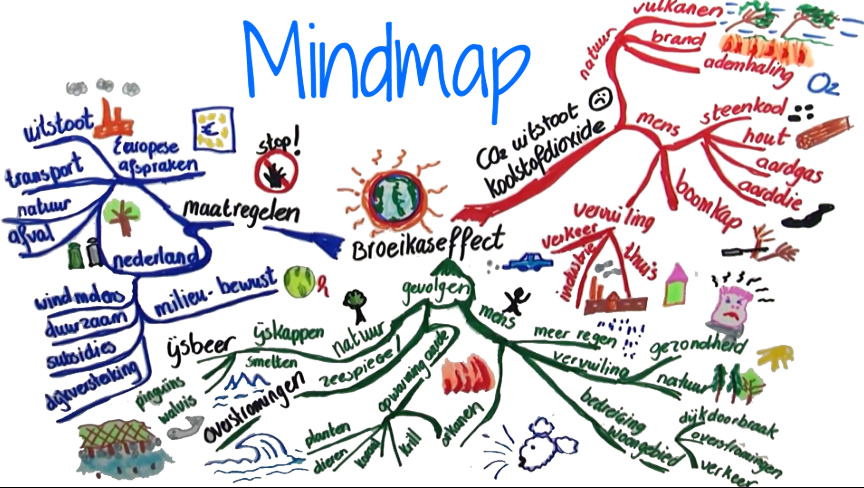 Mindmap
natuur
vulkanen
brand
ademhaling
O2
CO2 uitstoot
koolstofdioxide
mens
steenkool
hout
aardgas
aardolie
boomkap
vervuiling
verkeer
industrie
thuis
uitstoot
Europese
afspraken
€
stop!
transport
natuur
afval
maatregelen
nederland
milieu-bewust
windmolens
duurzaam
subsidies
dijkversterking
Broeikaseffect
gevolgen
natuur
ijskappen
smelten
ijsbeer
pinguins
walvis
zeespiegel
overstromingen
opwarming aarde
planten
dieren
koraal
krill
orkanen
mens
meer regen
vervuiling
gezondheid
natuur
bedreiging
woongebied
dijkdoorbraak
overstromingen
verkeer